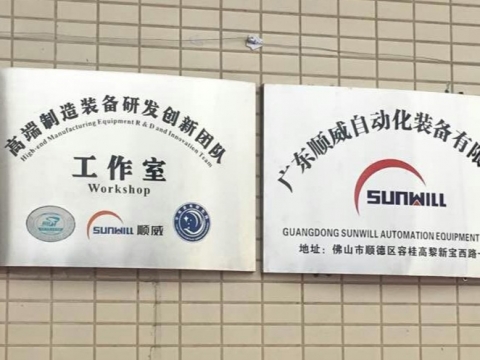 高端制造装备研发创新团队
High-end Manufacturing Equipment R & D and Innovation Team
工作室
Workshop
SUNWILL 顺威
广东顺威自动化装备有限
SUNWILL
GUANGDONG SUNWILL AUTOMATION EQUIPMENT
地址：佛山市顺德区容桂高黎新宝西路